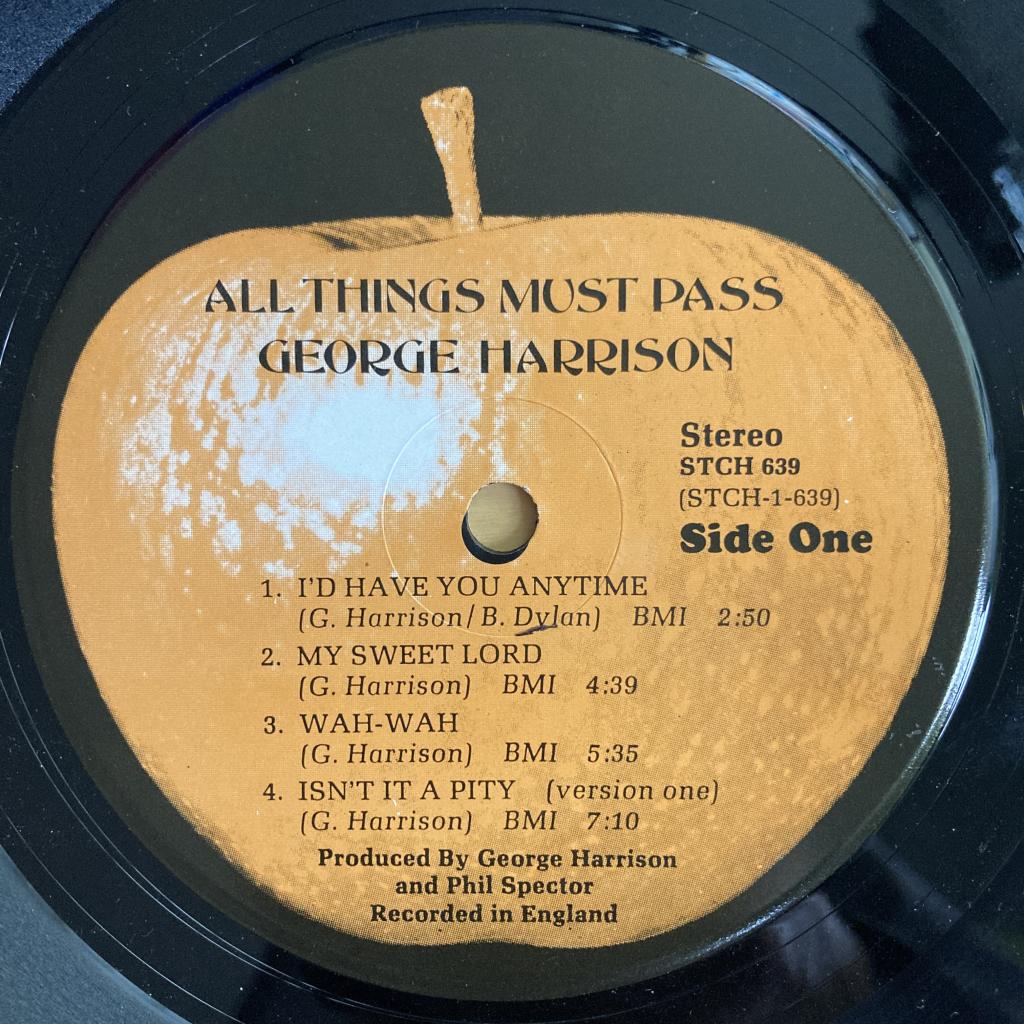 ALL THINGS MUST PASS
GEORGE HARRISON
Stereo
STCH 639
(STCH-1-639)
Side One
1. I'D HAVE YOU ANYTIME
(G. Harrison/B. Dylan) BMI 2:50
2. MY SWEET LORD
(G. Harrison) BMI 4:39
3. WAH-WAH
(G. Harrison) BMI 5:35
4. ISN'T IT A PITY (version one)
(G. Harrison) BMI 7:10
Produced By George Harrison
and Phil Spector
Recorded in England